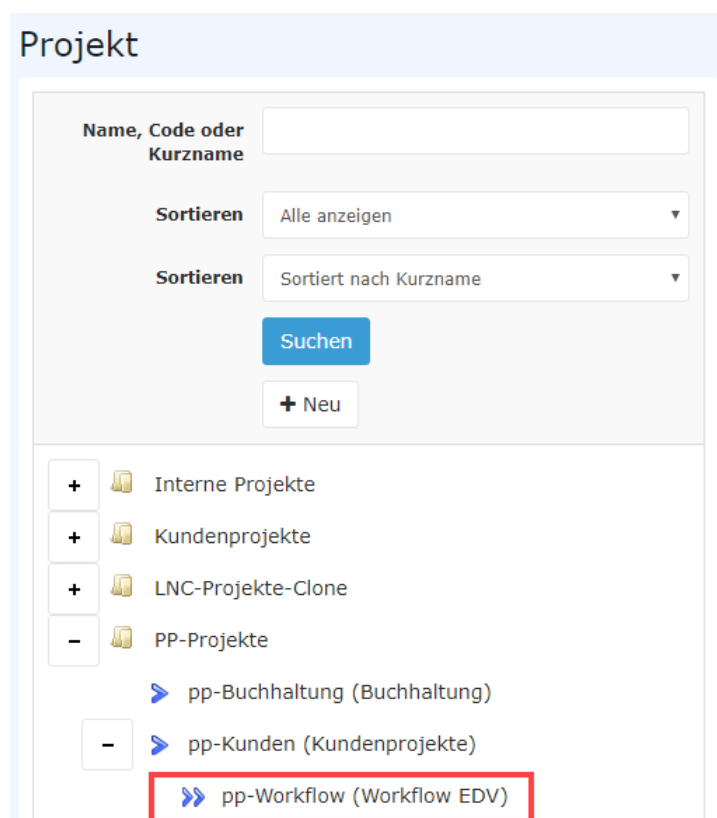 Projekt
Name, Code oder
Kurzname
Sortieren
Alle anzeigen
Sortieren
Sortiert nach Kurzname
Suchen
+ Neu
+ Interne Projekte
+ Kundenprojekte
+ LNC-Projekte-Clone
– PP-Projekte
pp-Buchhaltung (Buchhaltung)
– pp-Kunden (Kundenprojekte)
pp-Workflow (Workflow EDV)